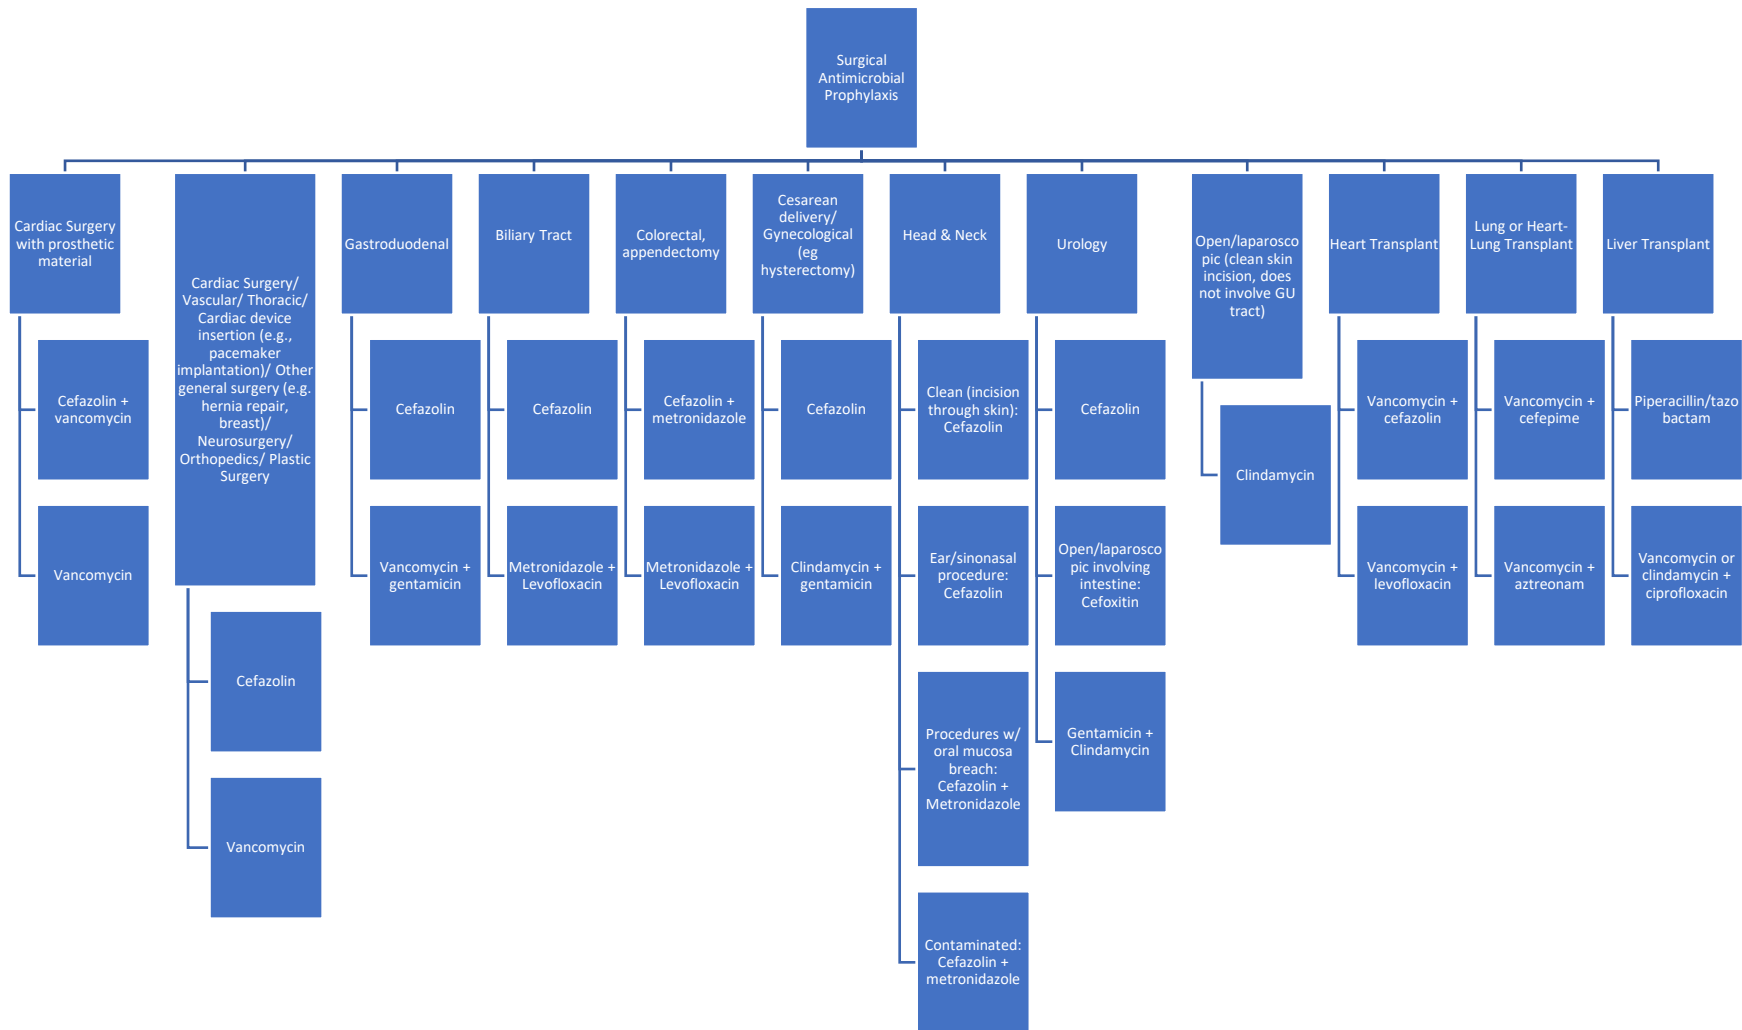 Surgical
Antimicrobial
Prophylaxis
Cardiac Surgery
with prosthetic
material
Cefazolin +
vancomycin
Vancomycin
Cardiac Surgery/
Vascular/ Thoracic/
Cardiac device
insertion (e.g.,
pacemaker
implantation)/ Other
general surgery (e.g.
hernia repair,
breast)/
Neurosurgery/
Orthopedics/ Plastic
Surgery
Cefazolin
Vancomycin
Gastroduodenal
Cefazolin
Vancomycin +
gentamicin
Biliary Tract
Cefazolin
Metronidazole +
Levofloxacin
Colorectal,
appendectomy
Cefazolin +
metronidazole
Metronidazole +
Levofloxacin
Cesarean
delivery/
Gynecological
(eg
hysterectomy)
Cefazolin
Clindamycin +
gentamicin
Head & Neck
Clean (incision
through skin):
Cefazolin
Ear/sinonasal
procedure:
Cefazolin
Procedures w/
oral mucosa
breach:
Cefazolin +
Metronidazole
Contaminated:
Cefazolin +
metronidazole
Urology
Cefazolin
Open/laparosco
pic involving
intestine:
Cefoxitin
Gentamicin +
Clindamycin
Open/laparosco
pic (clean skin
incision, does
not involve GU
tract)
Clindamycin
Heart Transplant
Vancomycin +
cefazolin
Vancomycin +
levofloxacin
Lung or Heart-
Lung Transplant
Vancomycin +
cefepime
Vancomycin +
aztreonam
Liver Transplant
Piperacillin/tazo
bactam
Vancomycin or
clindamycin +
ciprofloxacin